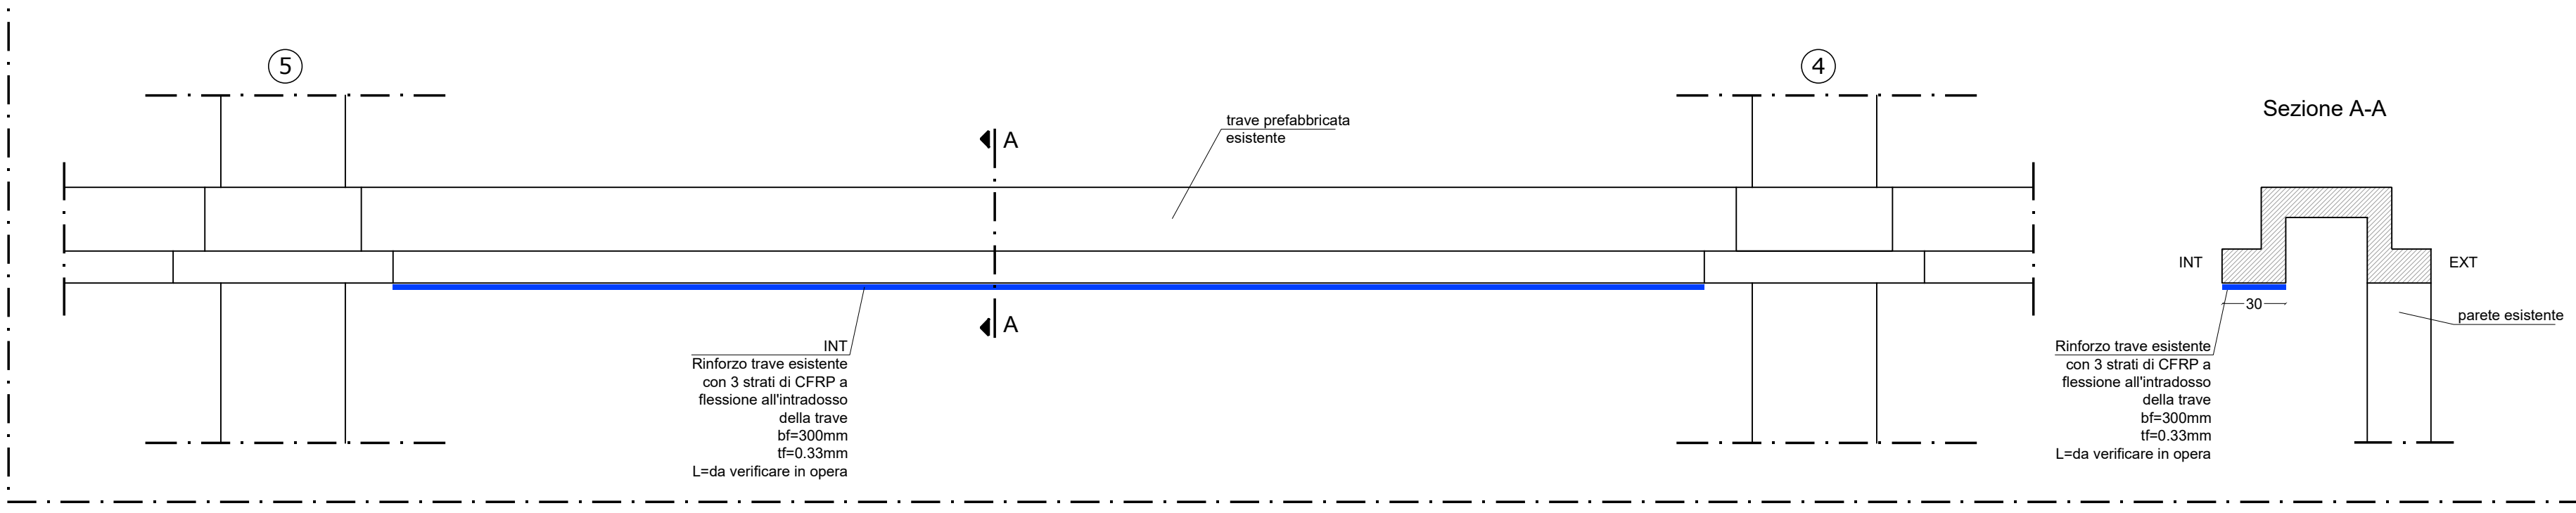 5
4
Sezione A-A
trave prefabbricata
esistente
A
INT
EXT
30
parete esistente
A
INT
Rinforzo trave esistente
con 3 strati di CFRP a
flessione all'intradosso
della trave
bf=300mm
tf=0.33mm
L=da verificare in opera
Rinforzo trave esistente
con 3 strati di CFRP a
flessione all'intradosso
della trave
bf=300mm
tf=0.33mm
L=da verificare in opera